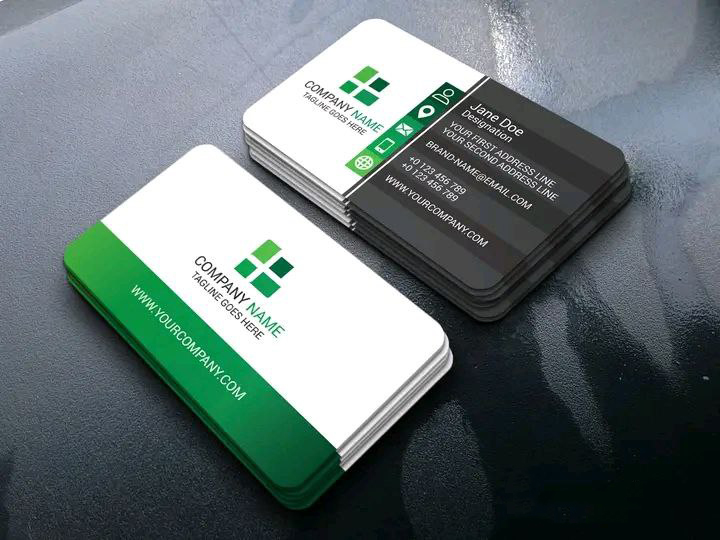 COMPANY NAME
TAGLINE GOES HERE
Jane Doe
Designation
YOUR FIRST ADDRESS LINE
YOUR SECOND ADDRESS LINE
BRAND.NAME@EMAIL.COM
+0 123 456 789
+0 123 456 789
WWW.YOURCOMPANY.COM
COMPANY NAME
TAGLINE GOES HERE
WWW.YOURCOMPANY.COM